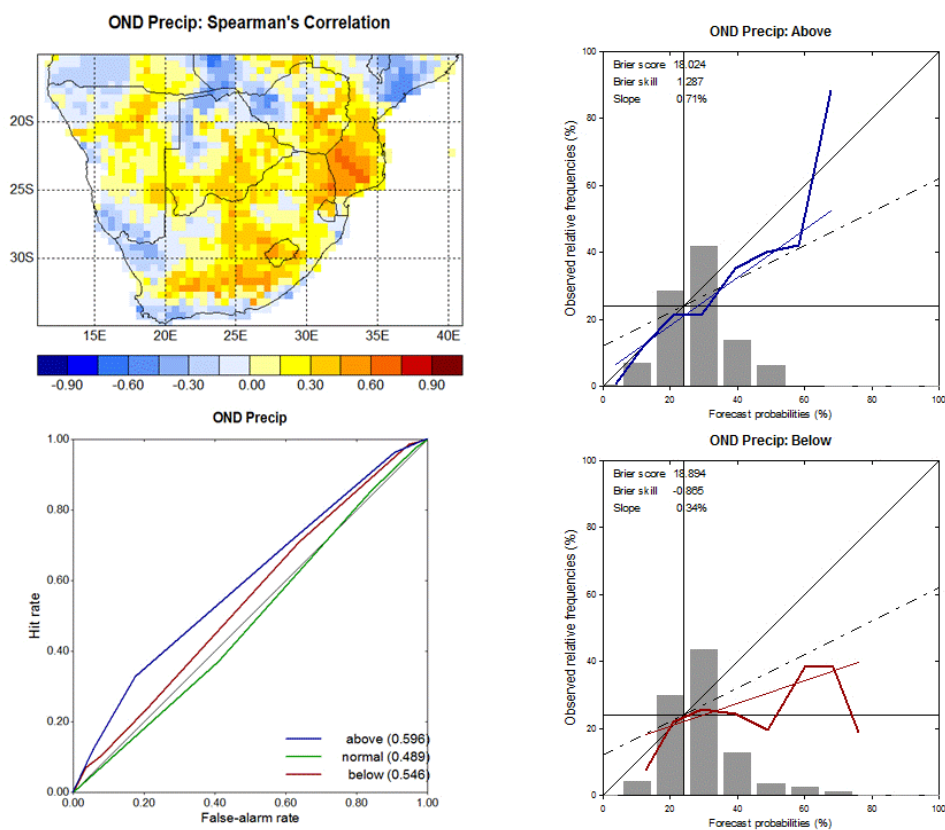 OND Precip: Spearman's Correlation
20S
25S
30S
15E 20E 25E 30E 35E 40E
-0.90 -0.60 -0.30 0.00 0.30 0.60 0.90
OND Precip
Hit rate
1.00
0.80
0.60
0.40
0.20
0.00
above (0.596)
normal (0.489)
below (0.546)
0.00 0.20 0.40 0.60 0.80 1.00
False-alarm rate
OND Precip: Above
Observed relative frequencies (%)
100
80
60
40
20
0
Brier score 18.024
Brier skill 1.287
Slope 0.71%
0 20 40 60 80 100
Forecast probabilities (%)
OND Precip: Below
Observed relative frequencies (%)
100
80
60
40
20
0
Brier score 18.894
Brier skill -0.865
Slope 0.34%
0 20 40 60 80 100
Forecast probabilities (%)